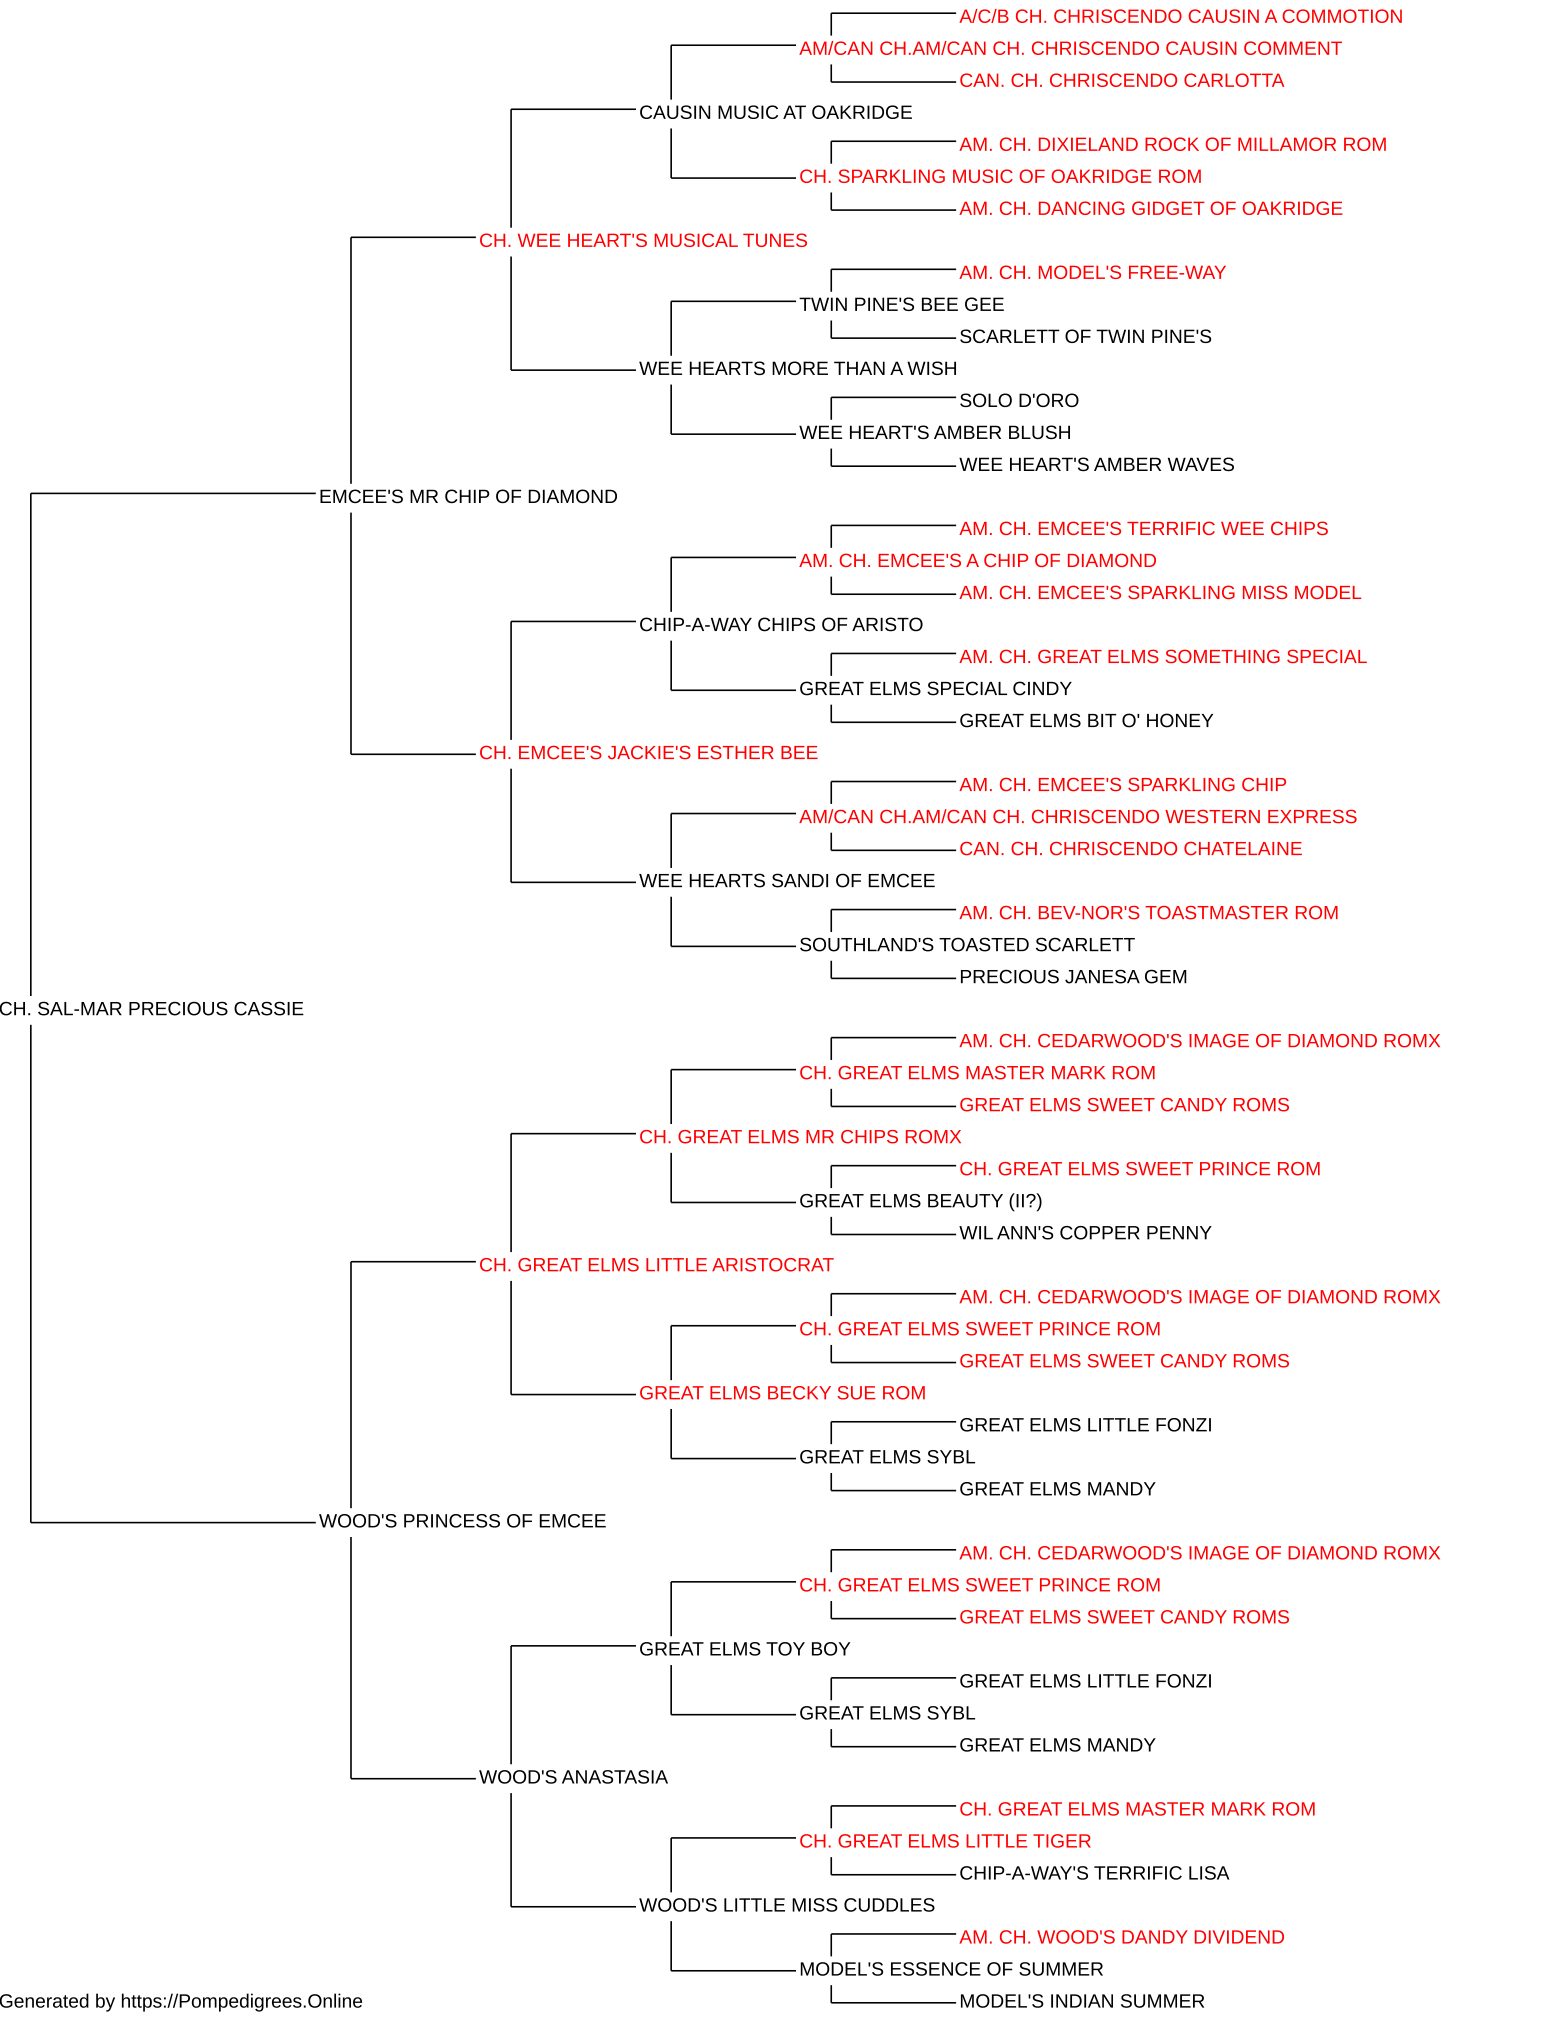 A/C/B CH. CHRISCENDO CAUSIN A COMMOTION
AM/CAN CH.AM/CAN CH. CHRISCENDO CAUSIN COMMENT
CAN. CH. CHRISCENDO CARLOTTA
CAUSIN MUSIC AT OAKRIDGE
AM. CH. DIXIELAND ROCK OF MILLAMOR ROM
CH. SPARKLING MUSIC OF OAKRIDGE ROM
AM. CH. DANCING GIDGET OF OAKRIDGE
CH. WEE HEART'S MUSICAL TUNES
AM. CH. MODEL'S FREE-WAY
TWIN PINE'S BEE GEE
SCARLETT OF TWIN PINE'S
WEE HEARTS MORE THAN A WISH
SOLO D'ORO
WEE HEART'S AMBER BLUSH
WEE HEART'S AMBER WAVES
EMCEE'S MR CHIP OF DIAMOND
AM. CH. EMCEE'S TERRIFIC WEE CHIPS
AM. CH. EMCEE'S A CHIP OF DIAMOND
AM. CH. EMCEE'S SPARKLING MISS MODEL
CHIP-A-WAY CHIPS OF ARISTO
AM. CH. GREAT ELMS SOMETHING SPECIAL
GREAT ELMS SPECIAL CINDY
GREAT ELMS BIT O' HONEY
CH. EMCEE'S JACKIE'S ESTHER BEE
AM. CH. EMCEE'S SPARKLING CHIP
AM/CAN CH.AM/CAN CH. CHRISCENDO WESTERN EXPRESS
CAN. CH. CHRISCENDO CHATELAINE
WEE HEARTS SANDI OF EMCEE
AM. CH. BEV-NOR'S TOASTMASTER ROM
SOUTHLAND'S TOASTED SCARLETT
PRECIOUS JANESA GEM
CH. SAL-MAR PRECIOUS CASSIE
AM. CH. CEDARWOOD'S IMAGE OF DIAMOND ROMX
CH. GREAT ELMS MASTER MARK ROM
GREAT ELMS SWEET CANDY ROMS
CH. GREAT ELMS MR CHIPS ROMX
CH. GREAT ELMS SWEET PRINCE ROM
GREAT ELMS BEAUTY (II?)
WIL ANN'S COPPER PENNY
CH. GREAT ELMS LITTLE ARISTOCRAT
AM. CH. CEDARWOOD'S IMAGE OF DIAMOND ROMX
CH. GREAT ELMS SWEET PRINCE ROM
GREAT ELMS SWEET CANDY ROMS
GREAT ELMS BECKY SUE ROM
GREAT ELMS LITTLE FONZI
GREAT ELMS SYBL
GREAT ELMS MANDY
WOOD'S PRINCESS OF EMCEE
AM. CH. CEDARWOOD'S IMAGE OF DIAMOND ROMX
CH. GREAT ELMS SWEET PRINCE ROM
GREAT ELMS SWEET CANDY ROMS
GREAT ELMS TOY BOY
GREAT ELMS LITTLE FONZI
GREAT ELMS SYBL
GREAT ELMS MANDY
WOOD'S ANASTASIA
CH. GREAT ELMS MASTER MARK ROM
CH. GREAT ELMS LITTLE TIGER
CHIP-A-WAY'S TERRIFIC LISA
WOOD'S LITTLE MISS CUDDLES
AM. CH. WOOD'S DANDY DIVIDEND
MODEL'S ESSENCE OF SUMMER
MODEL'S INDIAN SUMMER
Generated by https://Pompedigrees.Online